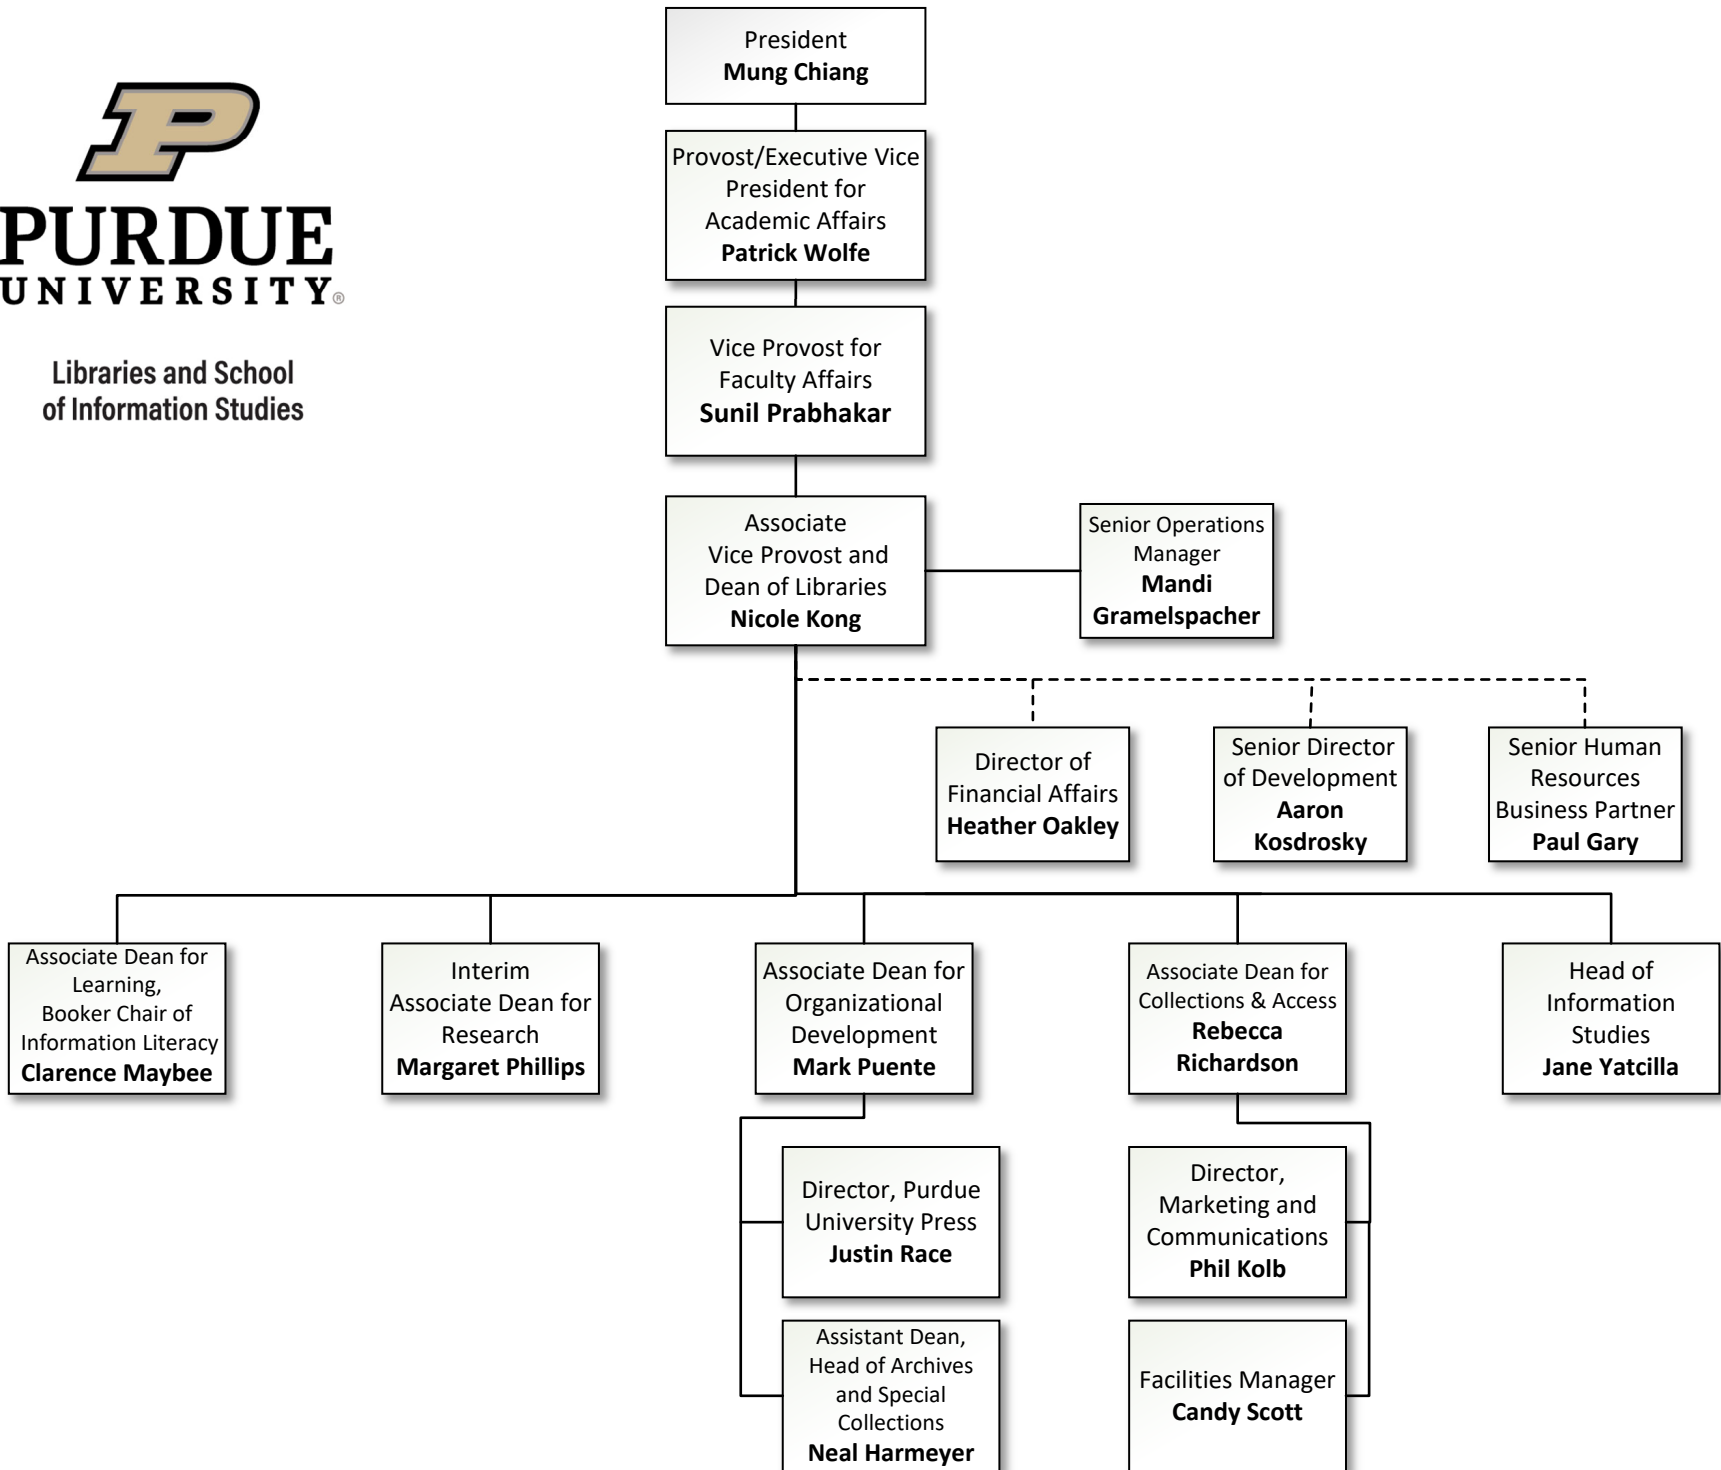 President
Mung Chiang
PURDUE
UNIVERSITY®
Libraries and School
of Information Studies
Provost/Executive Vice
President for
Academic Affairs
Patrick Wolfe
Vice Provost for
Faculty Affairs
Sunil Prabhakar
Associate
Vice Provost and
Dean of Libraries
Nicole Kong
Senior Operations
Manager
Mandi
Gramelspacher
Director of
Financial Affairs
Heather Oakley
Senior Director
of Development
Aaron
Kosdrosky
Senior Human
Resources
Business Partner
Paul Gary
Associate Dean for
Learning,
Booker Chair of
Information Literacy
Clarence Maybee
Interim
Associate Dean for
Research
Margaret Phillips
Associate Dean for
Organizational
Development
Mark Puente
Associate Dean for
Collections & Access
Rebecca
Richardson
Head of
Information
Studies
Jane Yatcilla
Director, Purdue
University Press
Justin Race
Director,
Marketing and
Communications
Phil Kolb
Assistant Dean,
Head of Archives
and Special
Collections
Neal Harmeyer
Facilities Manager
Candy Scott